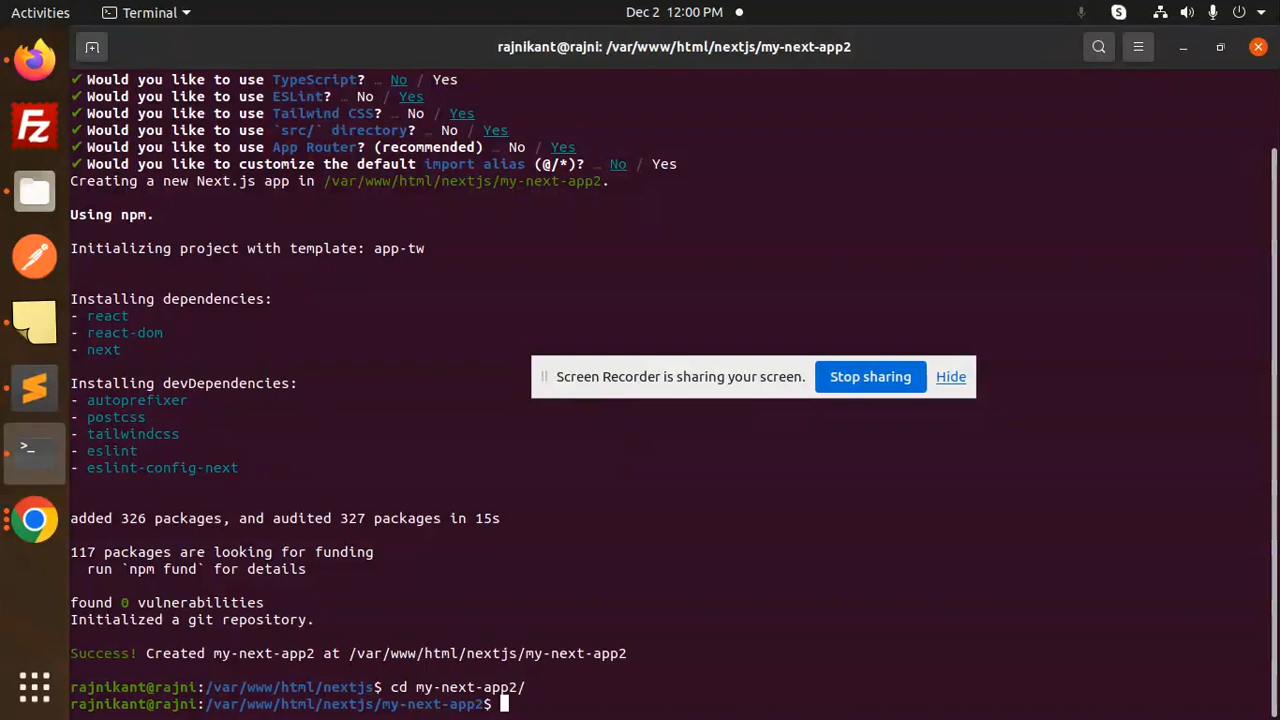 Activities
Terminal
Dec 2 12:00 PM
rajnikant@rajni: /var/www/html/nextjs/my-next-app2
✔ Would you like to use TypeScript? … No / Yes
✔ Would you like to use ESLint? … No / Yes
✔ Would you like to use Tailwind CSS? … No / Yes
✔ Would you like to use `src/` directory? … No / Yes
✔ Would you like to use App Router? (recommended) … No / Yes
✔ Would you like to customize the default import alias (@/*)? … No / Yes
Creating a new Next.js app in /var/www/html/nextjs/my-next-app2.
Using npm.
Initializing project with template: app-tw
Installing dependencies:
- react
- react-dom
- next
Screen Recorder is sharing your screen. Stop sharing Hide
Installing devDependencies:
- autoprefixer
- postcss
- tailwindcss
- eslint
- eslint-config-next
added 326 packages, and audited 327 packages in 15s
117 packages are looking for funding
run `npm fund` for details
found 0 vulnerabilities
Initialized a git repository.
Success! Created my-next-app2 at /var/www/html/nextjs/my-next-app2
rajnikant@rajni:/var/www/html/nextjs$ cd my-next-app2/
rajnikant@rajni:/var/www/html/nextjs/my-next-app2$